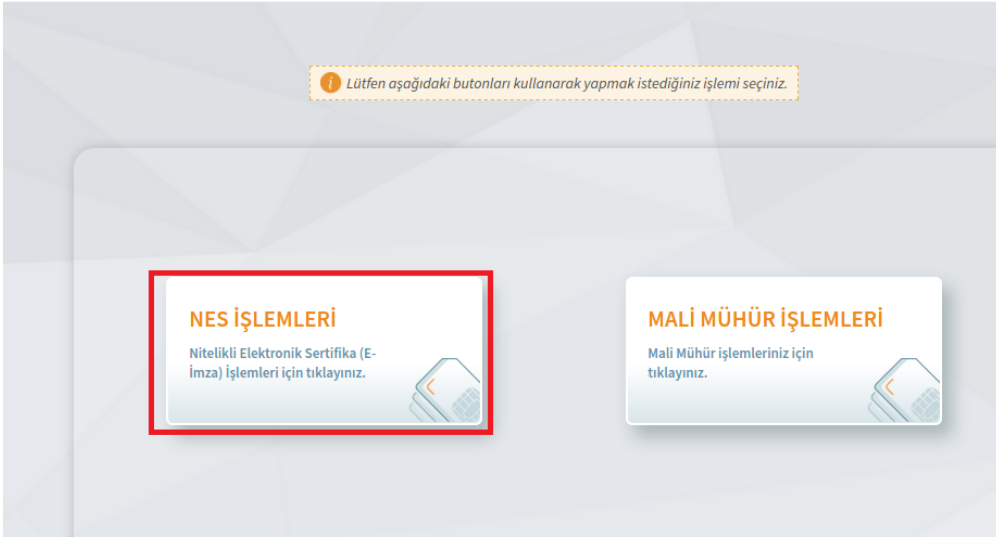 Lütfen aşağıdaki butonları kullanarak yapmak istediğiniz işlemi seçiniz.
NES İŞLEMLERİ
Nitelikli Elektronik Sertifika (E-
İmza) İşlemleri için tıklayınız.
MALİ MÜHÜR İŞLEMLERİ
Mali Mühür işlemleriniz için
tıklayınız.